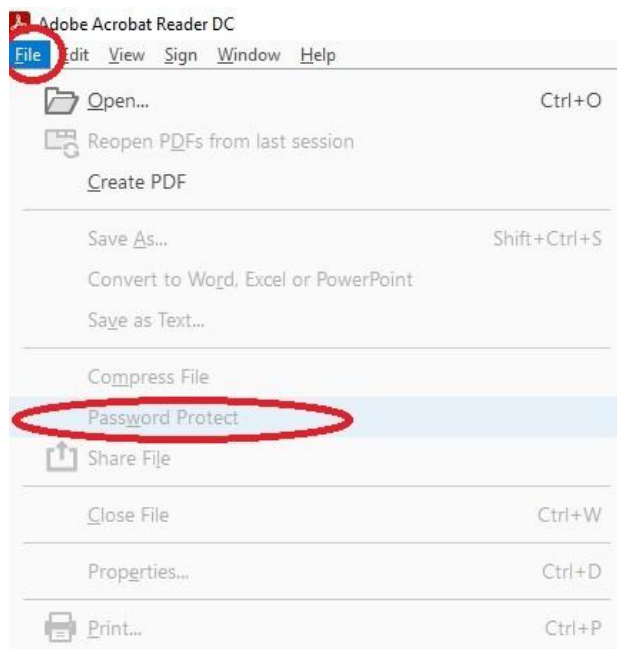 Adobe Acrobat Reader DC
File Edit View Sign Window Help
Open... Ctrl+O
Reopen PDFs from last session
Create PDF
Save As... Shift+Ctrl+S
Convert to Word, Excel or PowerPoint
Save as Text...
Compress File
Password Protect
Share File
Close File Ctrl+W
Properties... Ctrl+D
Print... Ctrl+P